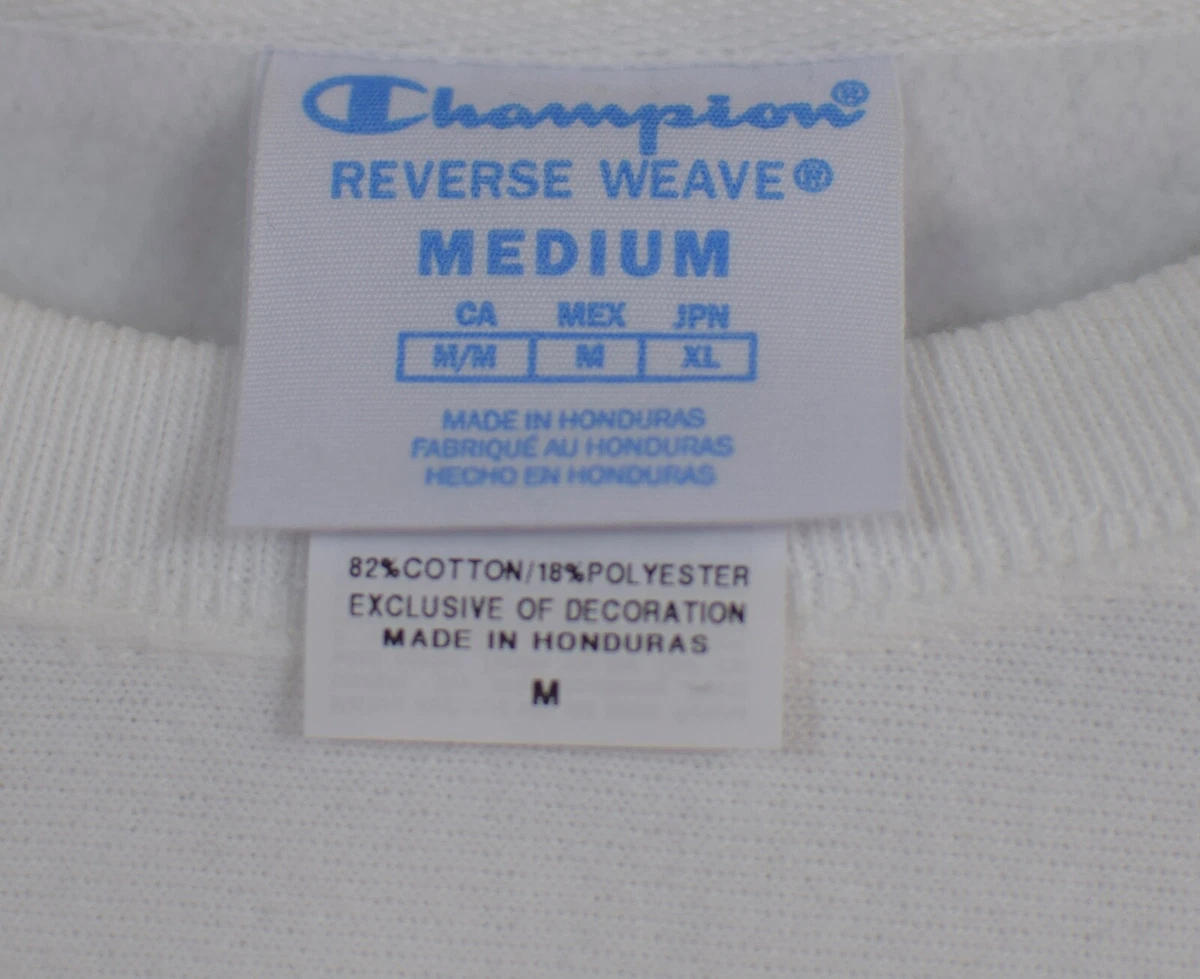 Champion®
REVERSE WEAVE®
MEDIUM
CA MEX JPN
M/M M XL
MADE IN HONDURAS
FABRIQUÉ AU HONDURAS
HECHO EN HONDURAS
82%COTTON/18%POLYESTER
EXCLUSIVE OF DECORATION
MADE IN HONDURAS
M